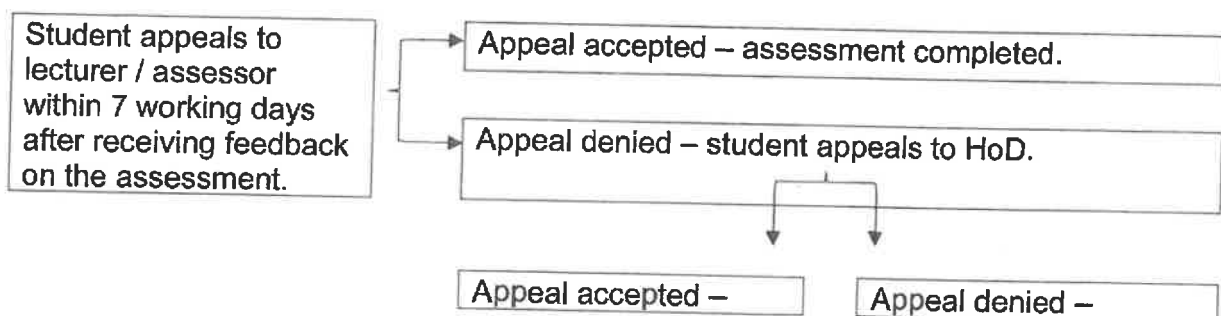 Student appeals to
lecturer / assessor
within 7 working days
after receiving feedback
on the assessment.
Appeal accepted – assessment completed.
Appeal denied – student appeals to HoD.
Appeal accepted –
Appeal denied –